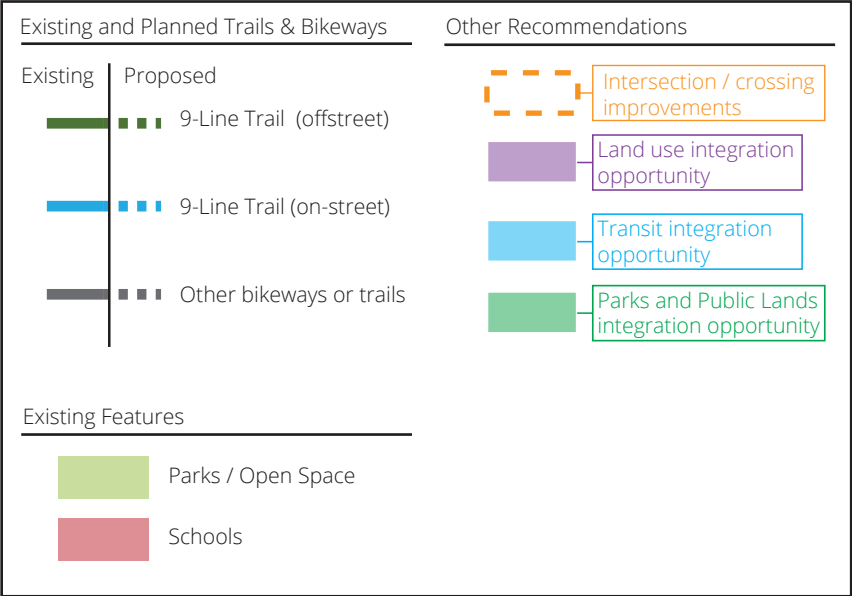 Existing and Planned Trails & Bikeways
Existing
Proposed
9-Line Trail (offstreet)
9-Line Trail (on-street)
Other bikeways or trails
Existing Features
Parks / Open Space
Schools
Other Recommendations
Intersection / crossing
improvements
Land use integration
opportunity
Transit integration
opportunity
Parks and Public Lands
integration opportunity